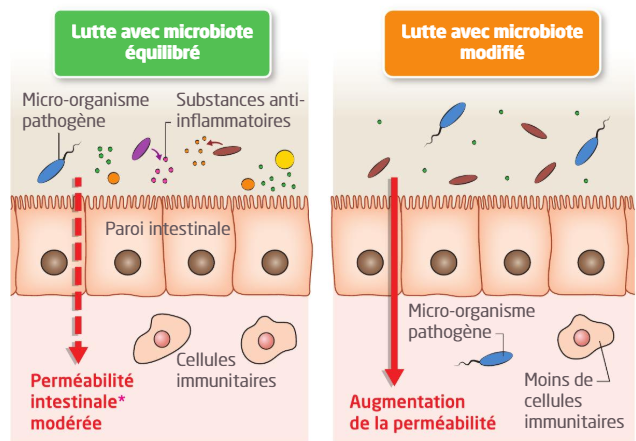 Lutte avec microbiote
équilibré
Micro-organisme
pathogène
Substances anti-
inflammatoires
Paroi intestinale
Cellules
immunitaires
Perméabilité
intestinale*
modérée
Lutte avec microbiote
modifié
Micro-organisme
pathogène
Moins de
cellules
immunitaires
Augmentation
de la perméabilité